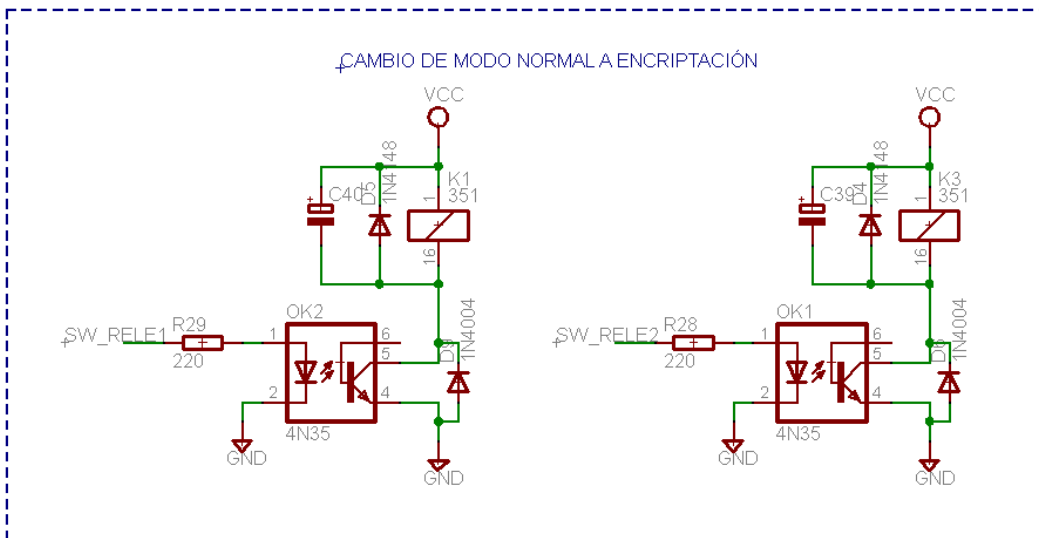 CAMBIO DE MODO NORMAL A ENCRIPTACIÓN
VCC
C40
D5
1N4148
1
K1
351
16
SW_RELE1
R29
220
OK2
1
2
6
5
4
4N35
1N4004
GND
GND
VCC
C39
D4
1N4148
1
K3
351
16
SW_RELE2
R28
220
OK1
1
2
6
5
4
4N35
D6
1N4004
GND
GND